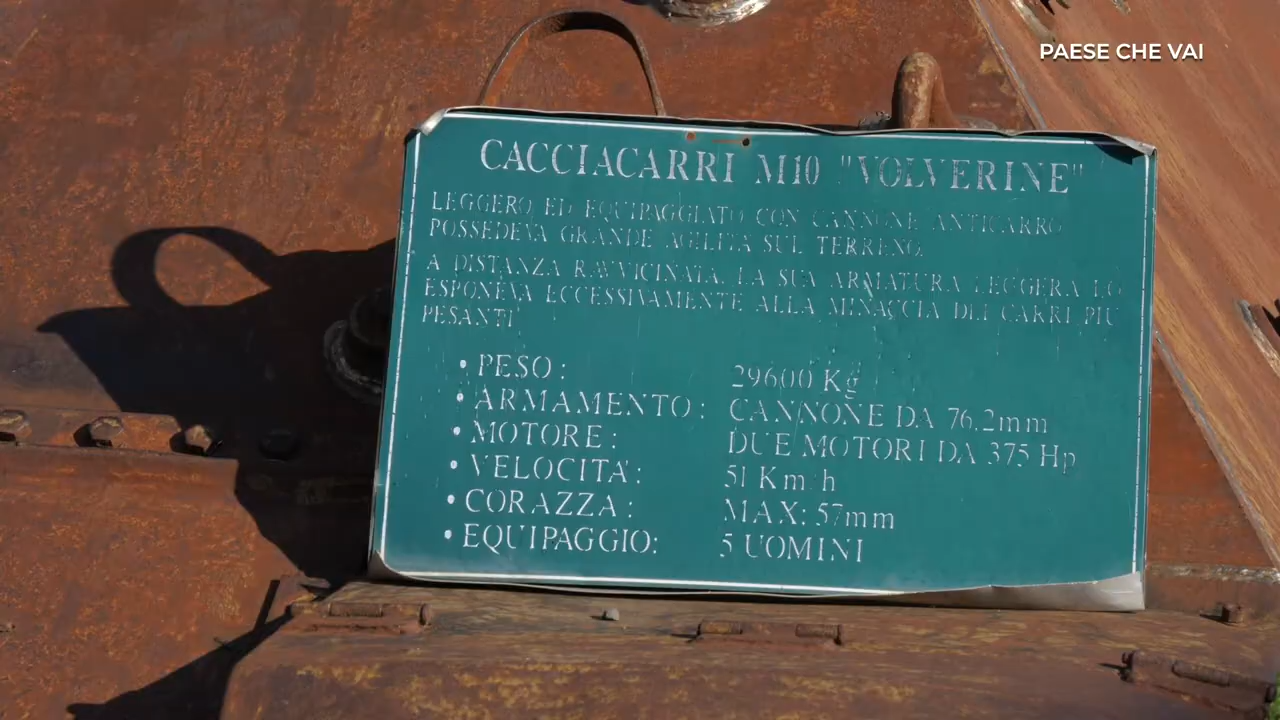 PAESE CHE VAI
CACCIACARRI M10 "VOLVERINE"
LEGGERO ED EQUIPAGGIATO CON CANNONE ANTICARRO
POSSEDEVA GRANDE AGILITA SUL TERRENO.
A DISTANZA RAVVICINATA, LA SUA ARMATURA LEGGERA LO
ESPONEVA ECCESSIVAMENTE ALLA MINACCIA DEI CARRI PIU'
PESANTI
• PESO : 29600 Kg
• ARMAMENTO : CANNONE DA 76.2mm
• MOTORE : DUE MOTORI DA 375 Hp
• VELOCITA': 51 Km/h
• CORAZZA : MAX: 57mm
• EQUIPAGGIO: 5 UOMINI